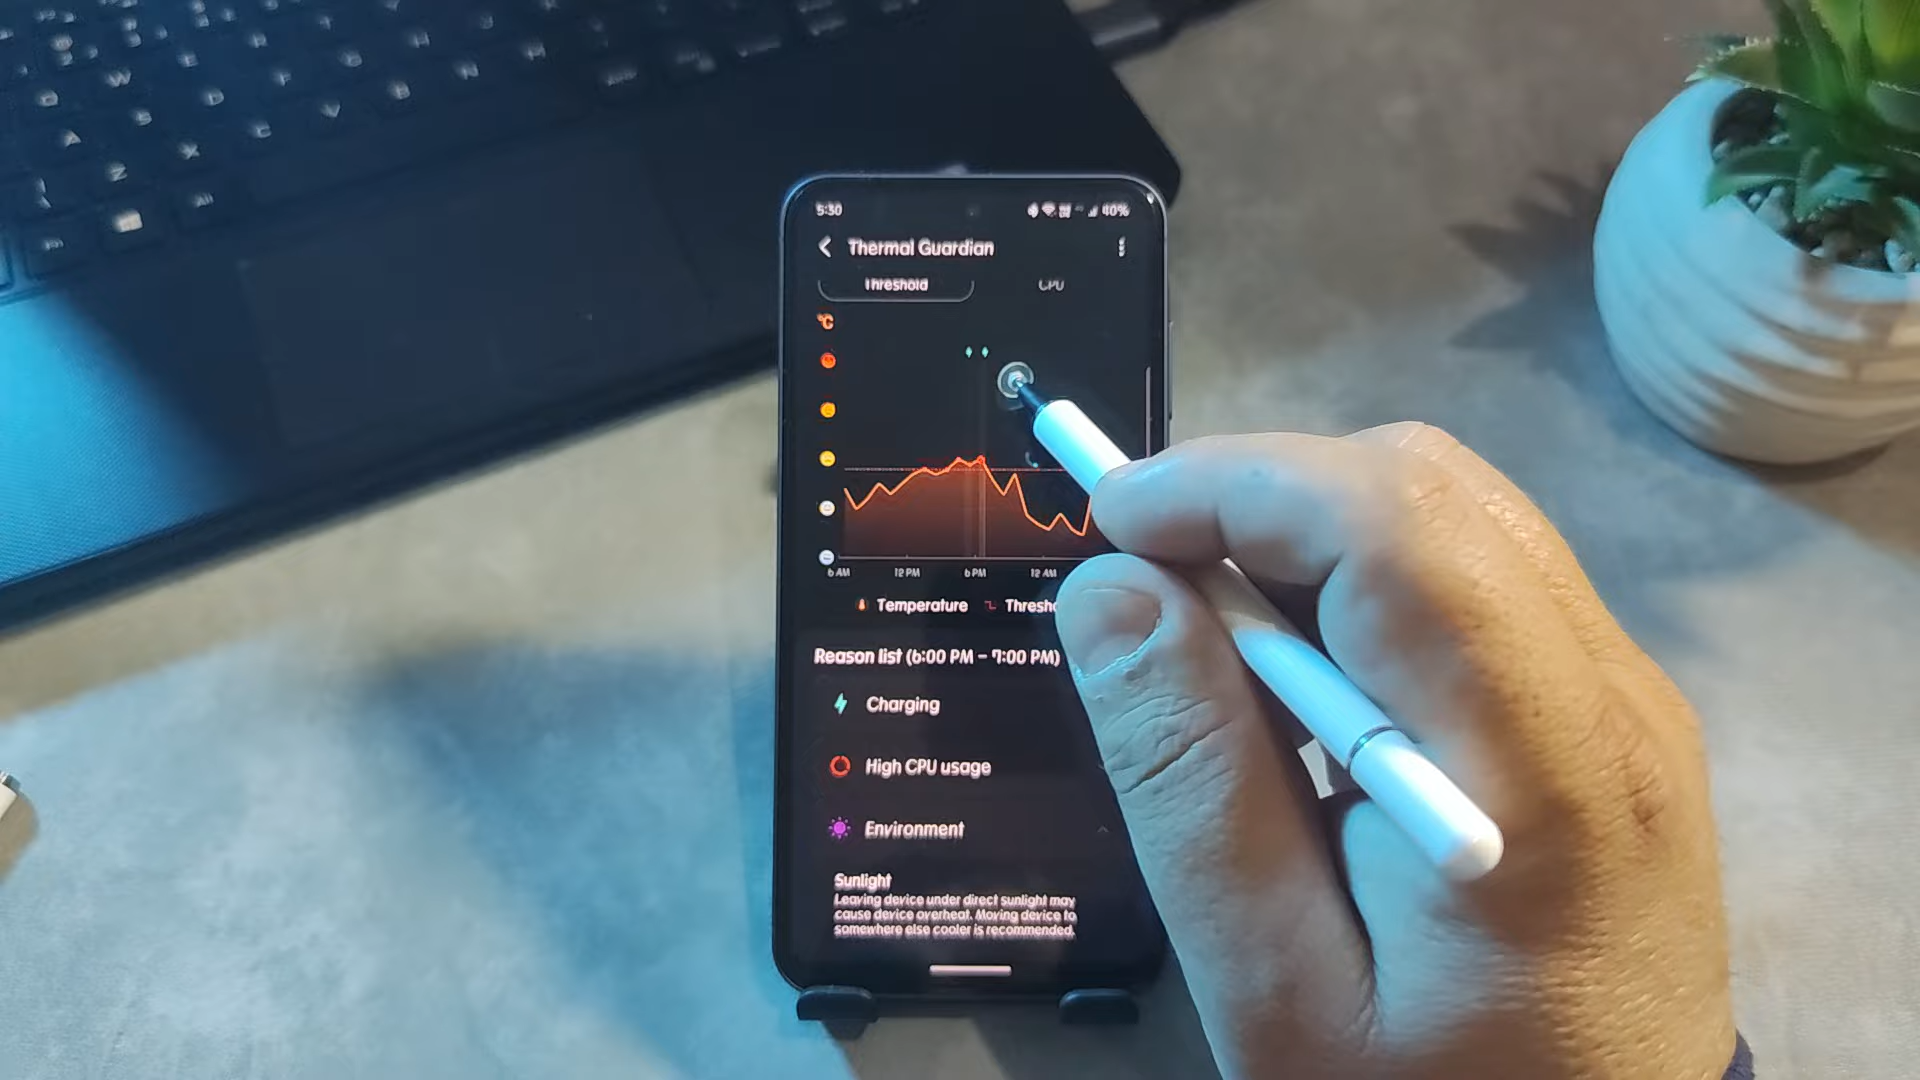 5:30
40%
Thermal Guardian
Threshold CPU
°C
6 AM 12 PM 6 PM 12 AM
Temperature
Reason list (6:00 PM – 7:00 PM)
Charging
High CPU usage
Environment
Sunlight
Leaving device under direct sunlight may
cause device overheat. Moving device to
somewhere else cooler is recommended.